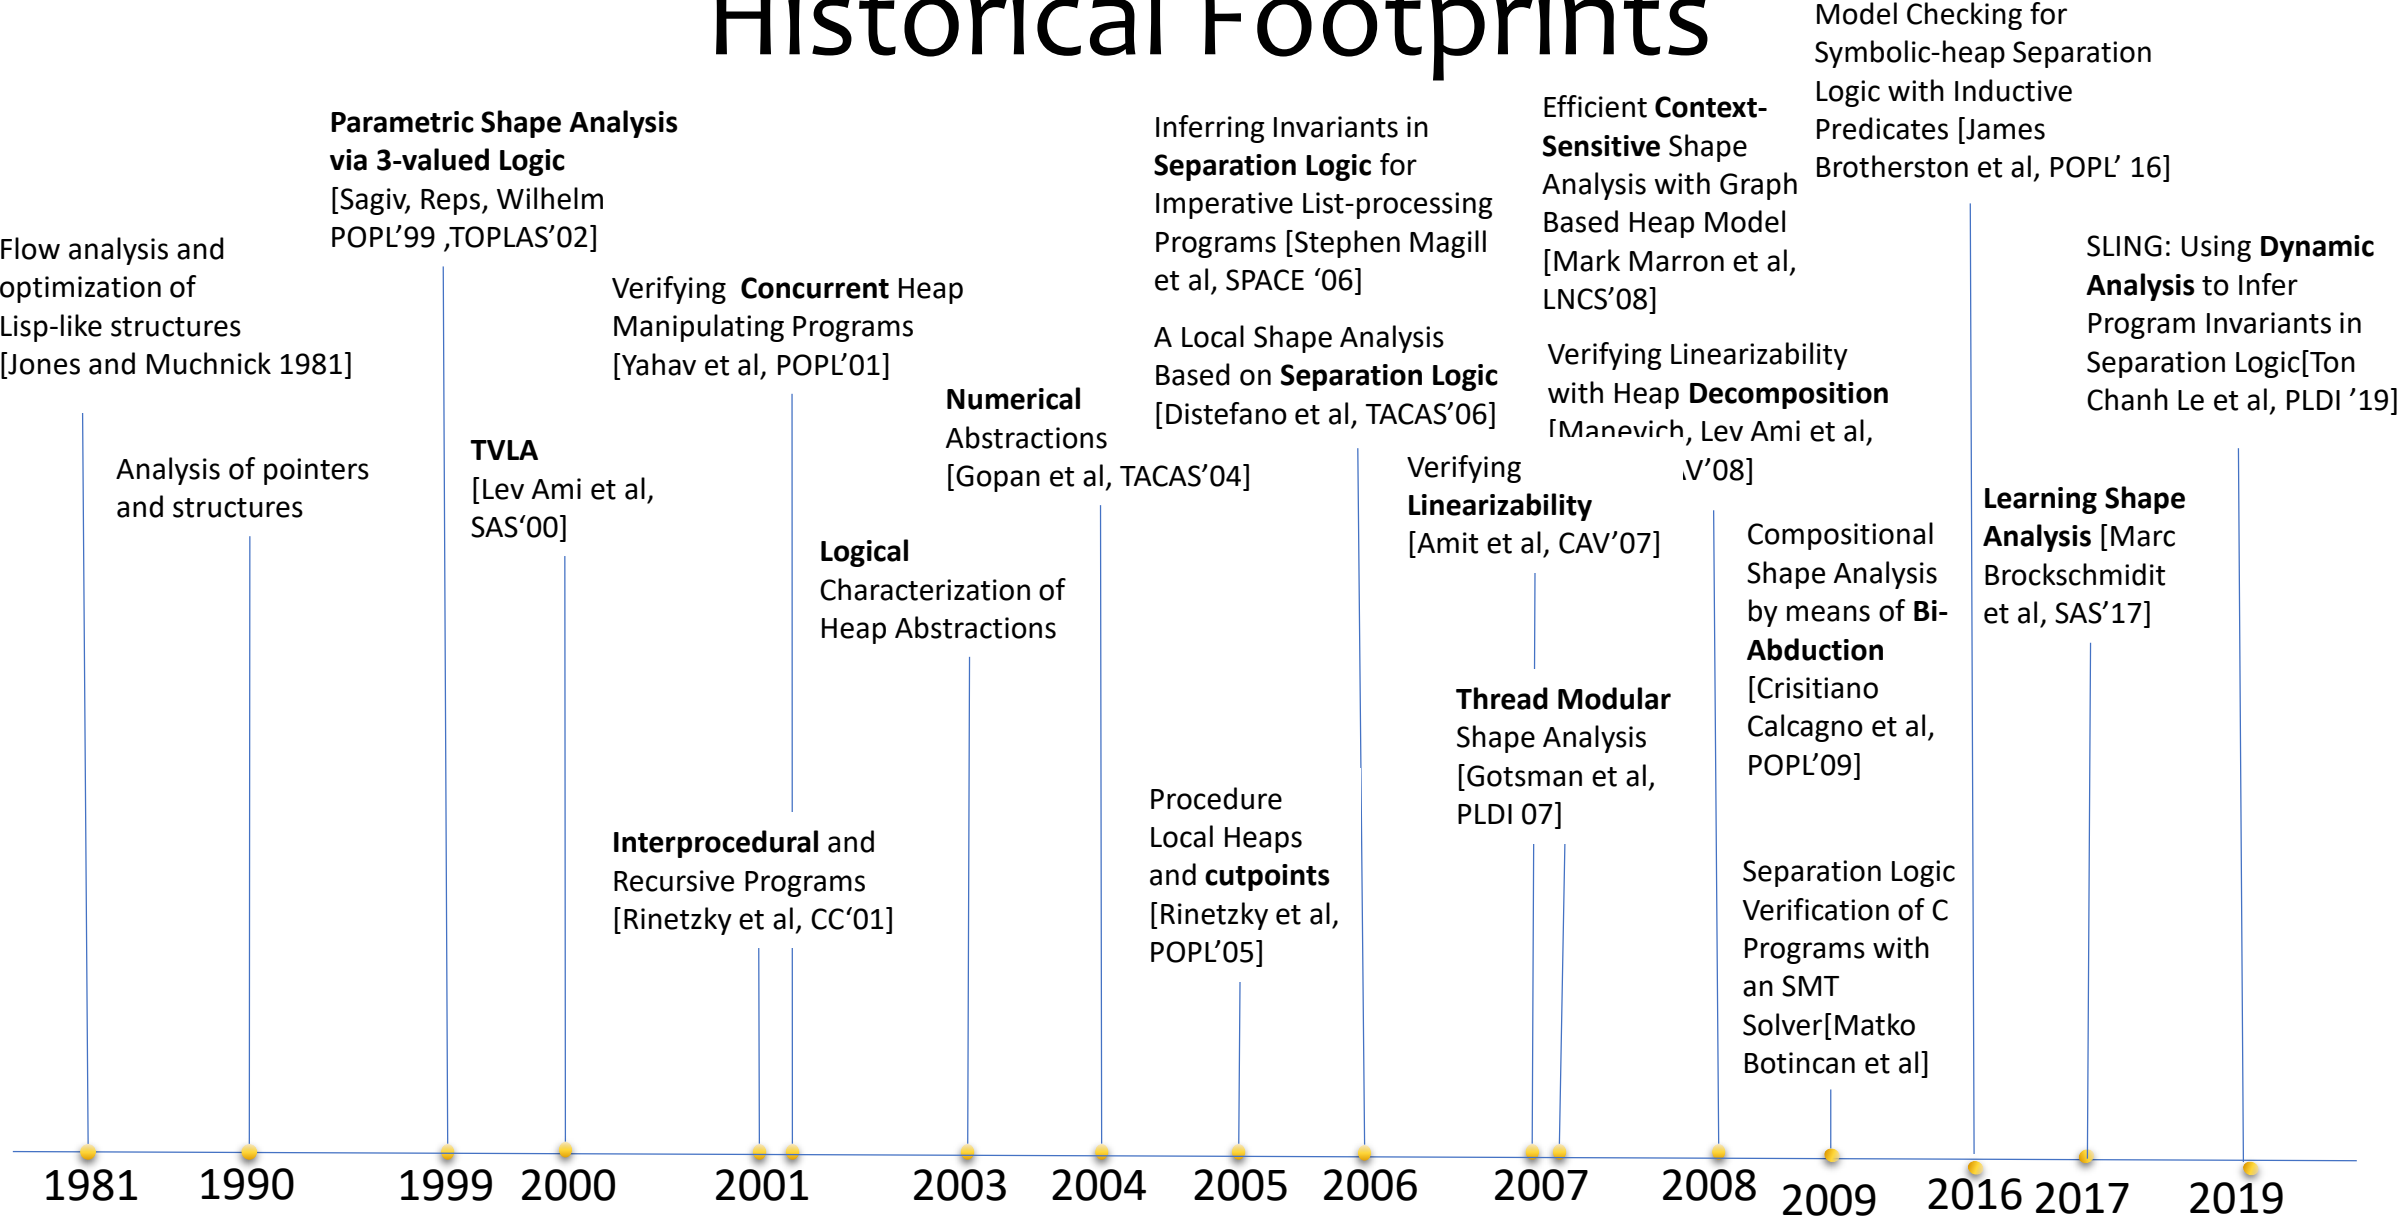 Historical Footprints
Flow analysis and
optimization of
Lisp-like structures
[Jones and Muchnick 1981]
Analysis of pointers
and structures
Parametric Shape Analysis
via 3-valued Logic
[Sagiv, Reps, Wilhelm
POPL’99 ,TOPLAS’02]
TVLA
[Lev Ami et al,
SAS‘00]
Verifying Concurrent Heap
Manipulating Programs
[Yahav et al, POPL’01]
Interprocedural and
Recursive Programs
[Rinetzky et al, CC‘01]
Logical
Characterization of
Heap Abstractions
Numerical
Abstractions
[Gopan et al, TACAS’04]
Procedure
Local Heaps
and cutpoints
[Rinetzky et al,
POPL’05]
Inferring Invariants in
Separation Logic for
Imperative List-processing
Programs [Stephen Magill
et al, SPACE ‘06]
A Local Shape Analysis
Based on Separation Logic
[Distefano et al, TACAS’06]
Verifying
Linearizability
[Amit et al, CAV’07]
Thread Modular
Shape Analysis
[Gotsman et al,
PLDI 07]
Efficient Context-
Sensitive Shape
Analysis with Graph
Based Heap Model
[Mark Marron et al,
LNCS’08]
Verifying Linearizability
with Heap Decomposition
[Manevich, Lev Ami et al,
V’08]
Compositional
Shape Analysis
by means of Bi-
Abduction
[Crisitiano
Calcagno et al,
POPL’09]
Separation Logic
Verification of C
Programs with
an SMT
Solver[Matko
Botincan et al]
Model Checking for
Symbolic-heap Separation
Logic with Inductive
Predicates [James
Brotherston et al, POPL’ 16]
Learning Shape
Analysis [Marc
Brockschmidit
et al, SAS’17]
SLING: Using Dynamic
Analysis to Infer
Program Invariants in
Separation Logic[Ton
Chanh Le et al, PLDI ’19]
1981 1990 1999 2000 2001 2003 2004 2005 2006 2007 2008 2009 2016 2017 2019